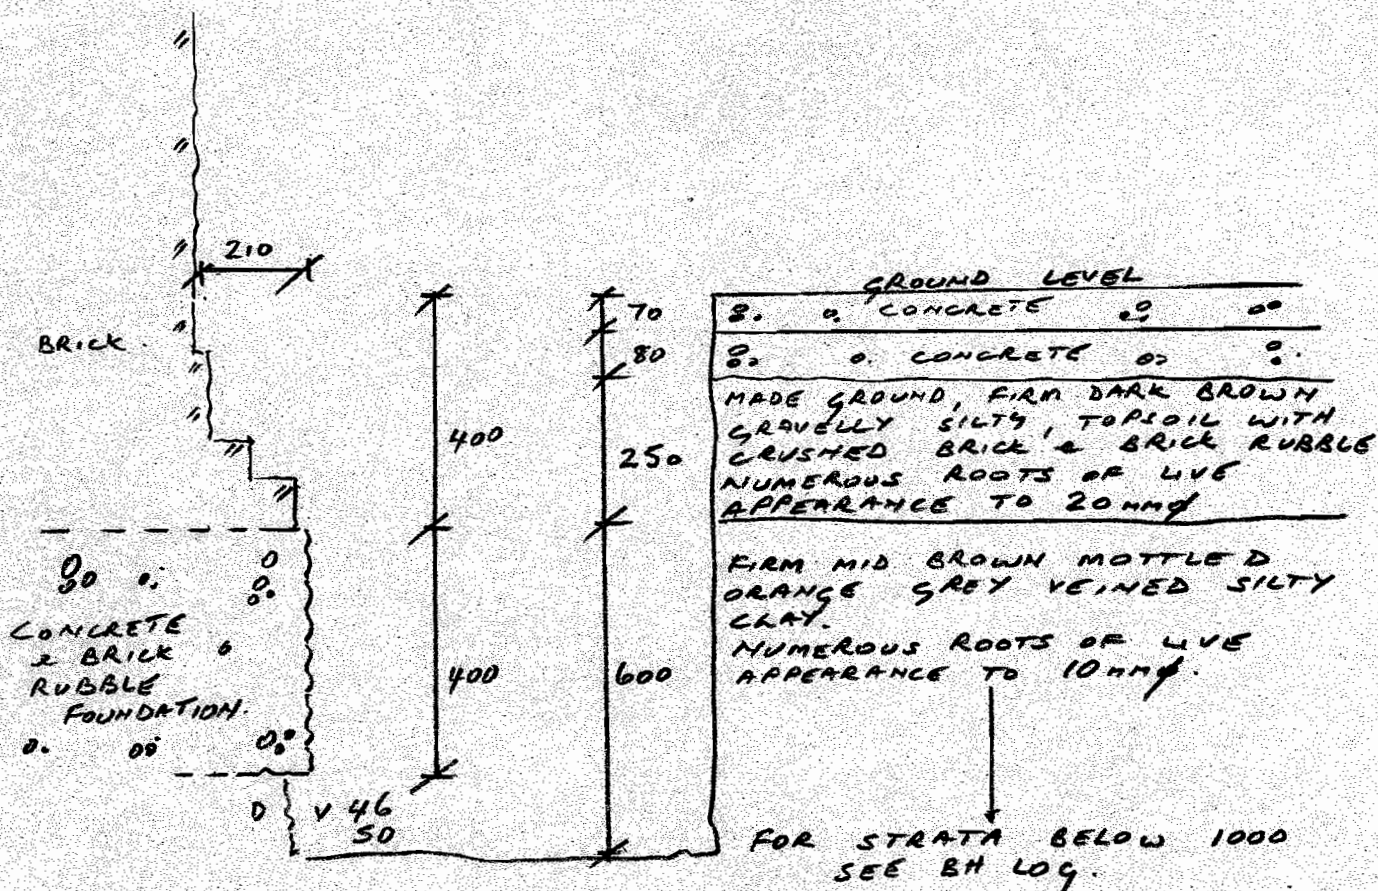 210
BRICK.
GROUND LEVEL
70
CONCRETE
80
CONCRETE
400
250
MADE GROUND, FIRM DARK BROWN
GRAVELLY SILTY, TOPSOIL WITH
CRUSHED BRICK & BRICK RUBBLE
NUMEROUS ROOTS OF LIVE
APPEARANCE TO 20mmø
CONCRETE
& BRICK
RUBBLE
FOUNDATION.
400
600
FIRM MID BROWN MOTTLED
ORANGE GREY VEINED SILTY
CLAY.
NUMEROUS ROOTS OF LIVE
APPEARANCE TO 10mmø.
D V 46
50
FOR STRATA BELOW 1000
SEE BH LOG.